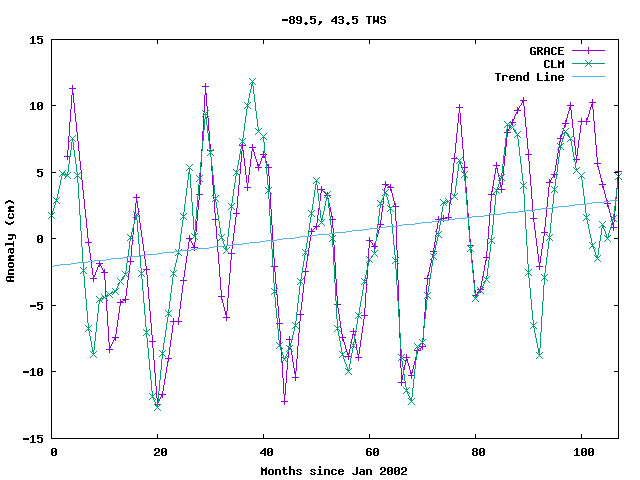 -89.5, 43.5 TWS
GRACE
CLM
Trend Line
15
10
5
0
-5
-10
-15
Anomaly (cm)
0 20 40 60 80 100
Months since Jan 2002